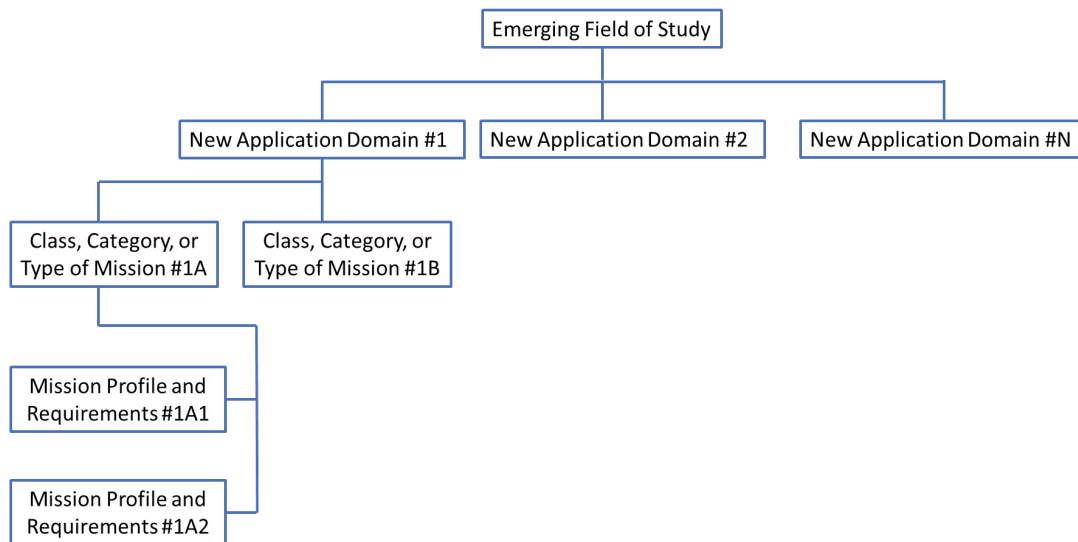 Emerging Field of Study
New Application Domain #1
New Application Domain #2
New Application Domain #N
Class, Category, or
Type of Mission #1A
Class, Category, or
Type of Mission #1B
Mission Profile and
Requirements #1A1
Mission Profile and
Requirements #1A2